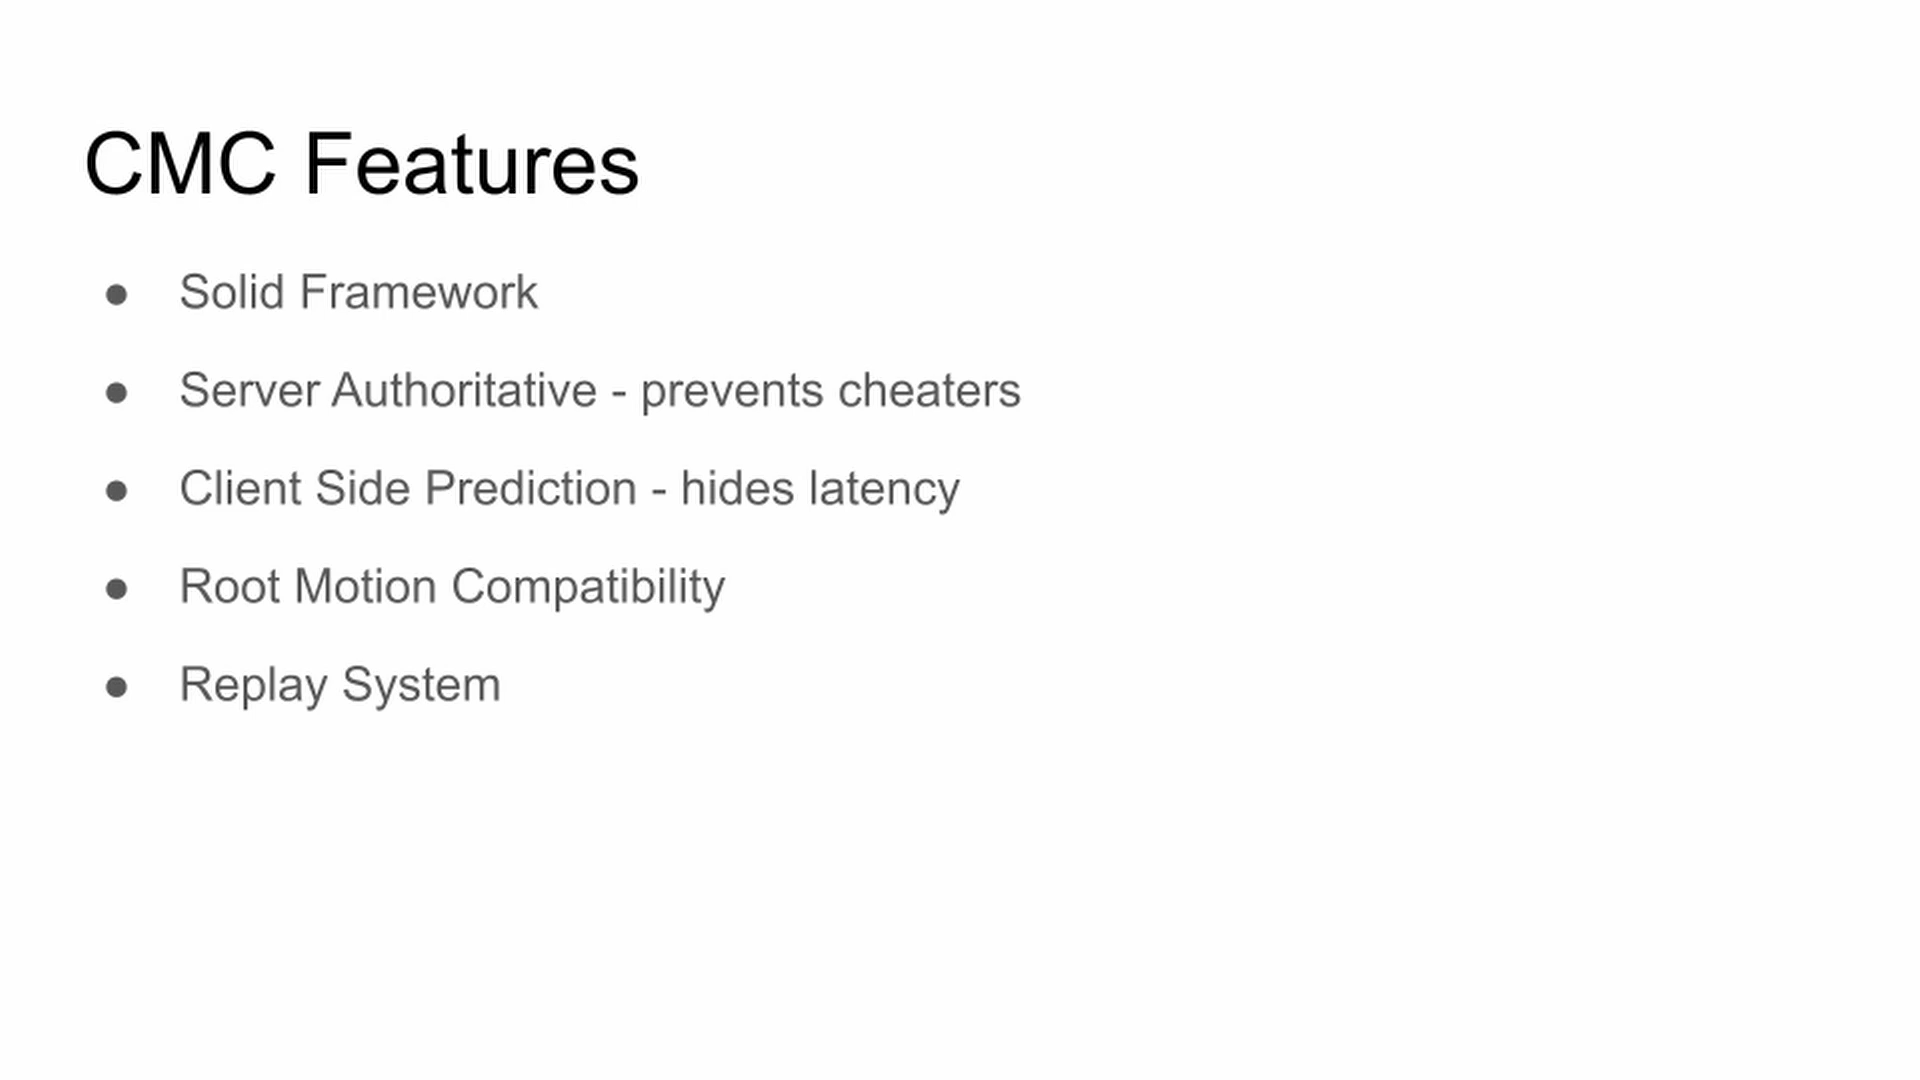 CMC Features
● Solid Framework
● Server Authoritative - prevents cheaters
● Client Side Prediction - hides latency
● Root Motion Compatibility
● Replay System